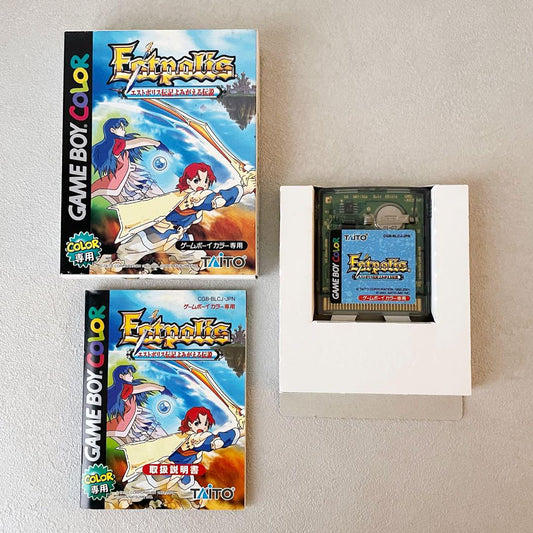 GAME BOY COLOR
COLOR
専用
Estpolis
エストポリス伝記よみがえる伝説
ゲームボーイカラー専用
TAITO
CGB-BLCJ-JPN
ゲームボーイカラー専用
GAME BOY COLOR
COLOR
専用
Estpolis
エストポリス伝記よみがえる伝説
取扱説明書
TAITO
GAME BOY COLOR
TAITO
CGB-BLCJ-JPN
Estpolis
ゲームボーイカラー専用